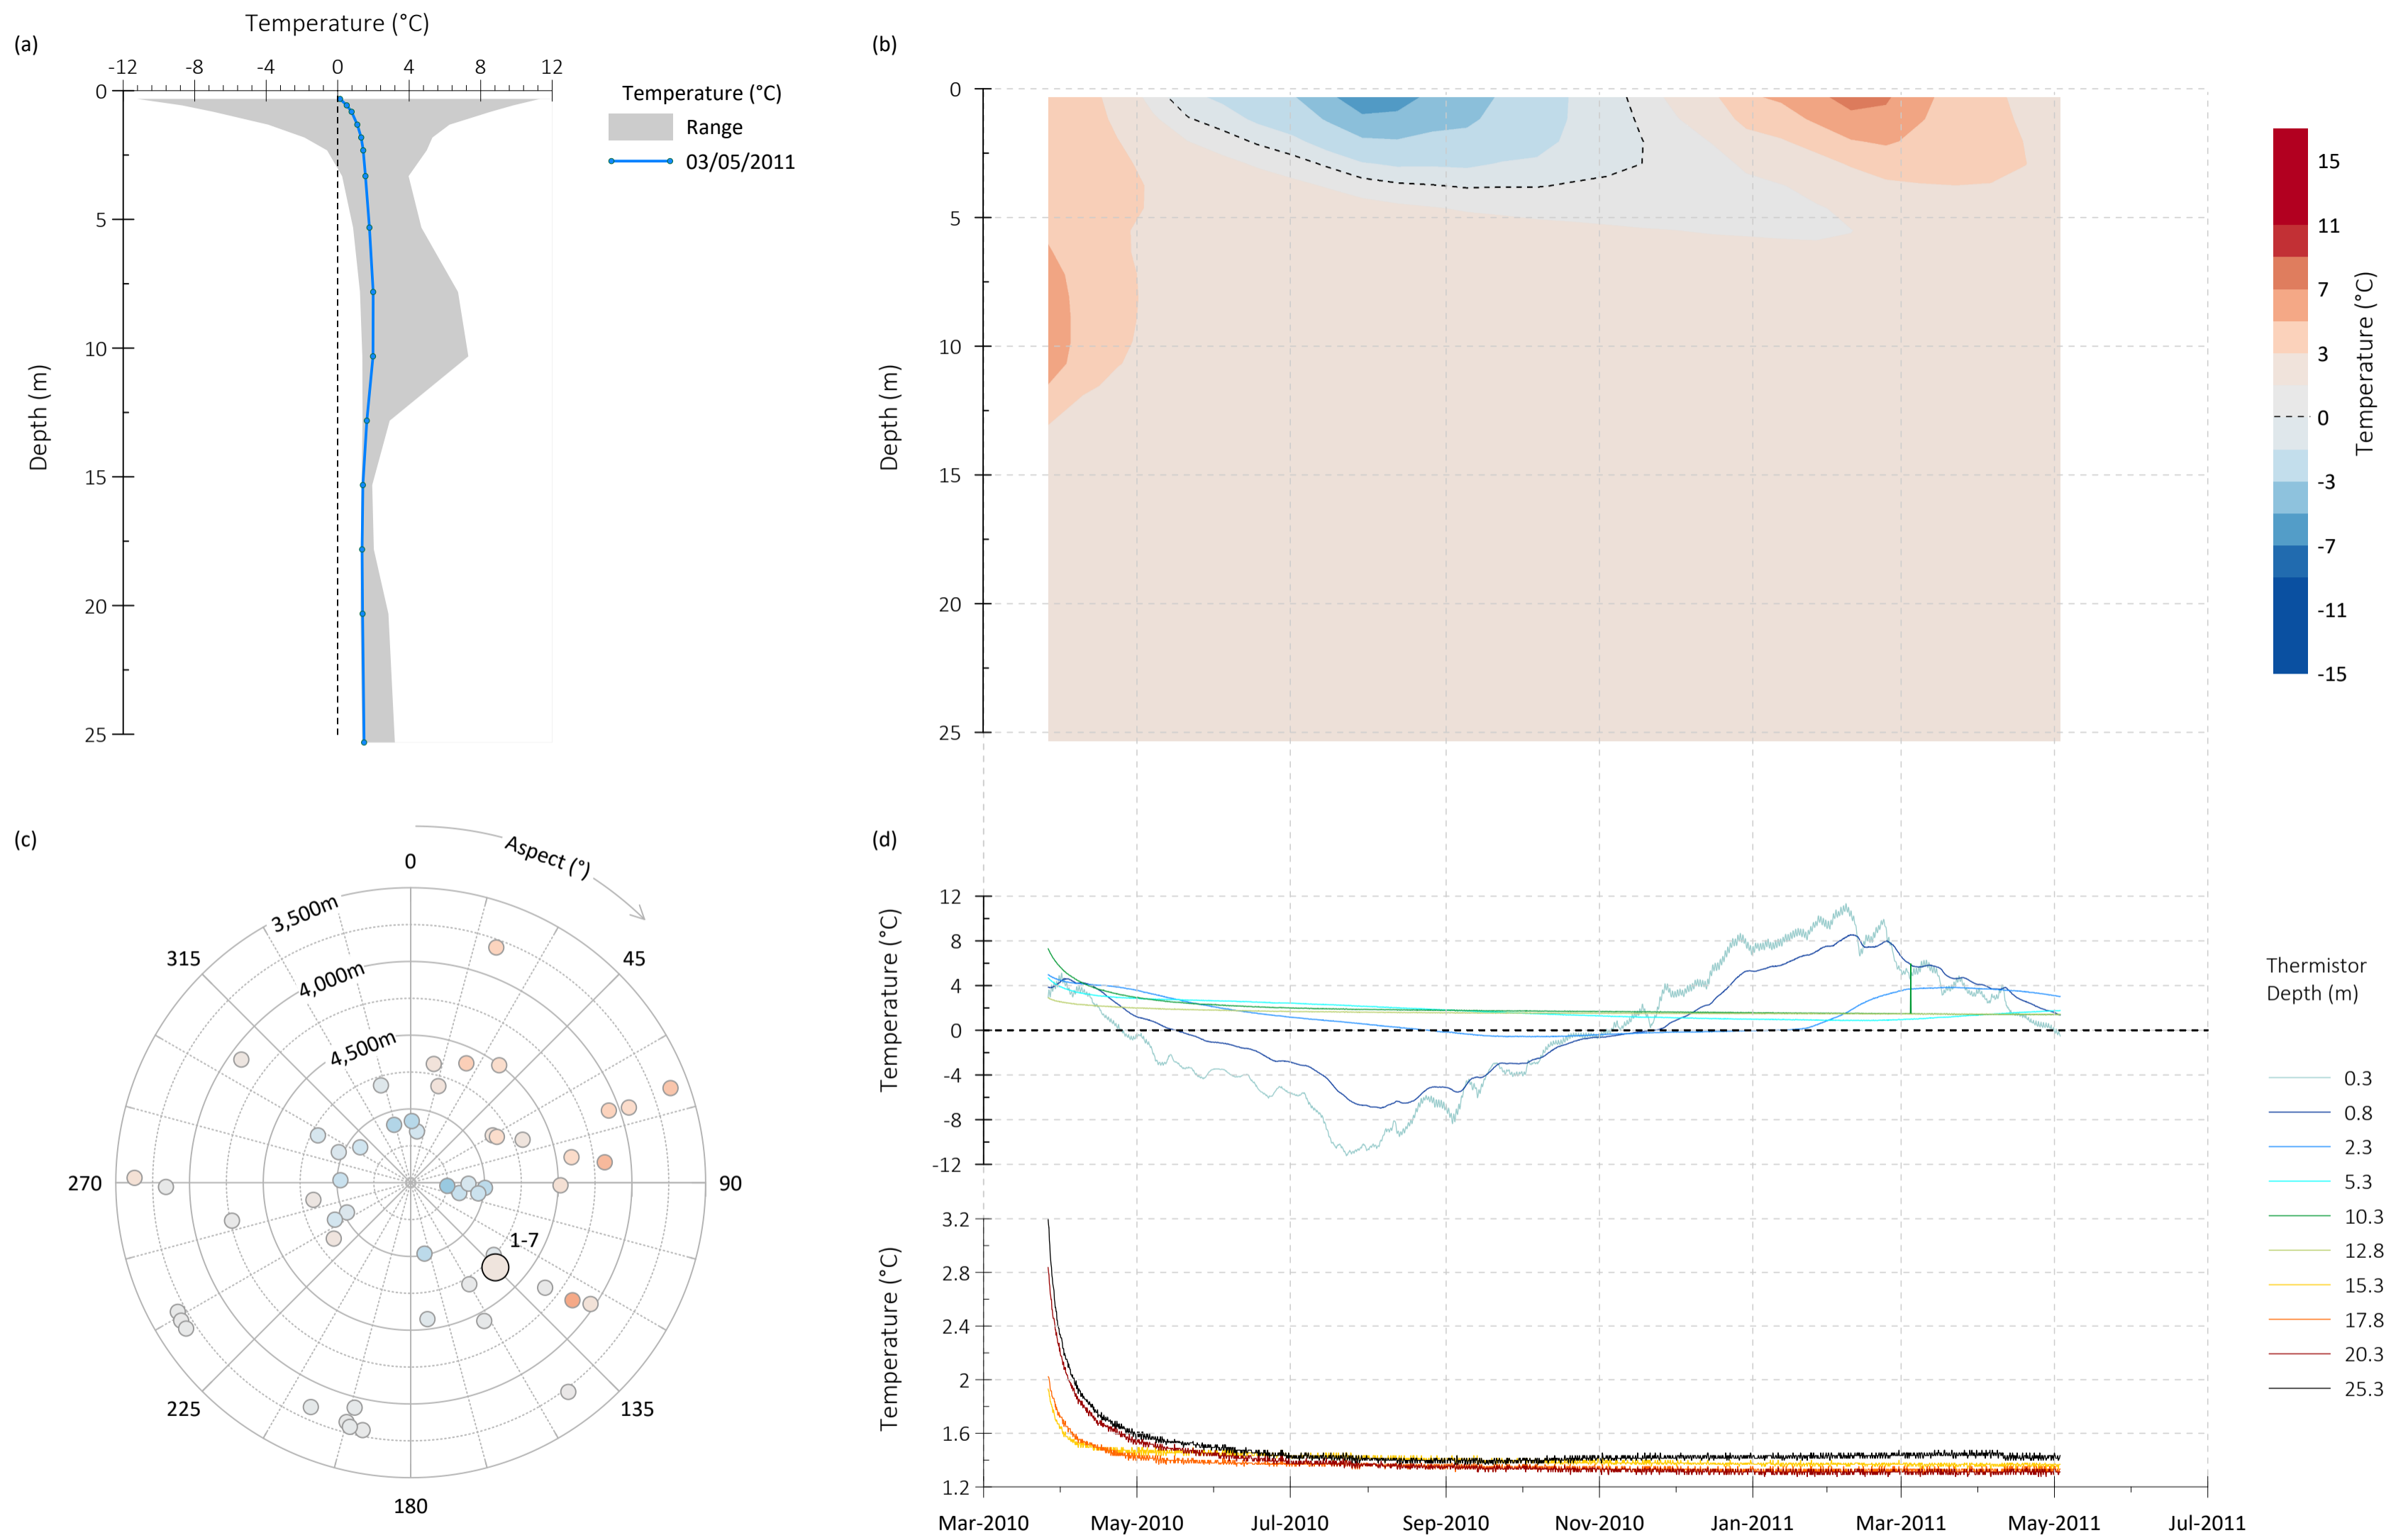 (a)
Temperature (°C)
-12 -8 -4 0 4 8 12
0
5
10
15
20
25
Depth (m)
Temperature (°C)
Range
03/05/2011
(b)
0
5
10
15
20
25
Depth (m)
15
11
7
3
0
-3
-7
-11
-15
Temperature (°C)
(c)
Aspect (°)
0
45
90
135
180
225
270
315
3,500m
4,000m
4,500m
1-7
(d)
12
8
4
0
-4
-8
-12
Temperature (°C)
3.2
2.8
2.4
2
1.6
1.2
Temperature (°C)
Mar-2010 May-2010 Jul-2010 Sep-2010 Nov-2010 Jan-2011 Mar-2011 May-2011 Jul-2011
Thermistor
Depth (m)
0.3
0.8
2.3
5.3
10.3
12.8
15.3
17.8
20.3
25.3